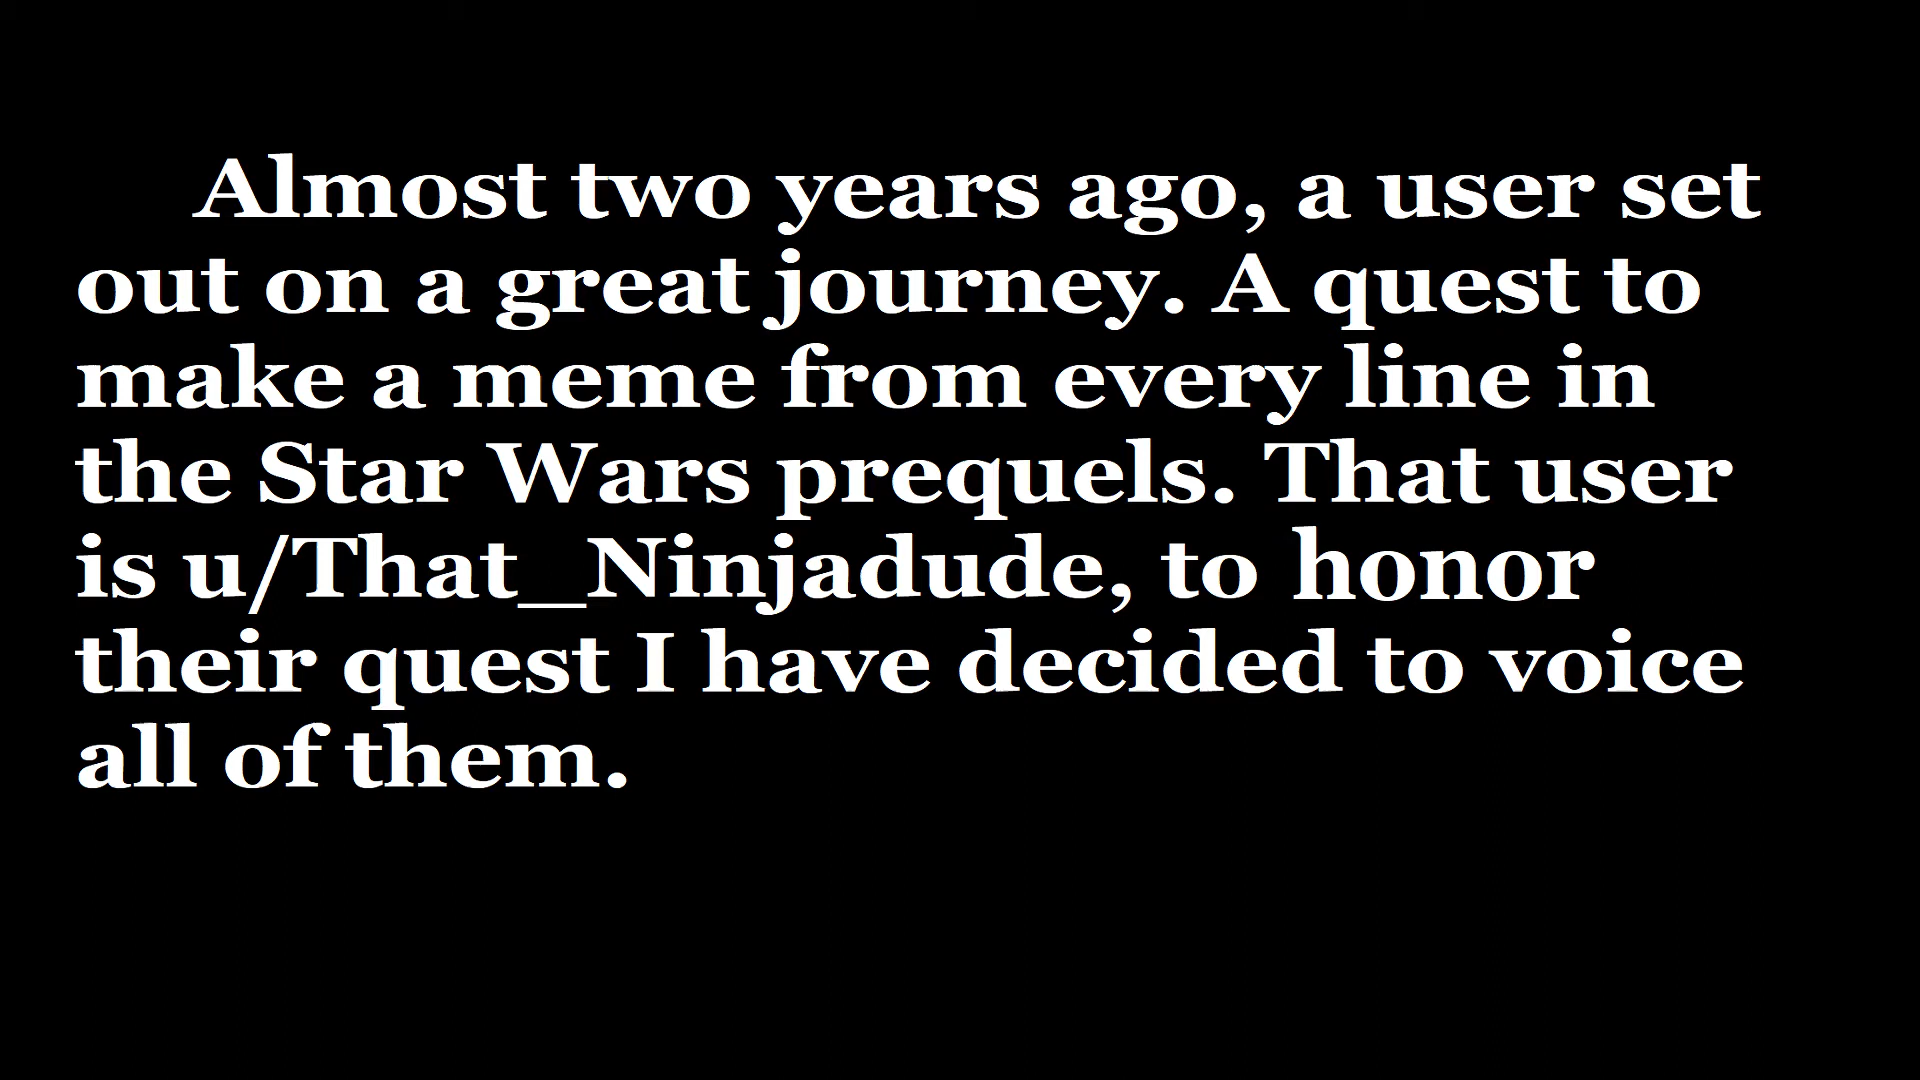 Almost two years ago, a user set
out on a great journey. A quest to
make a meme from every line in
the Star Wars prequels. That user
is u/That_Ninjadude, to honor
their quest I have decided to voice
all of them.